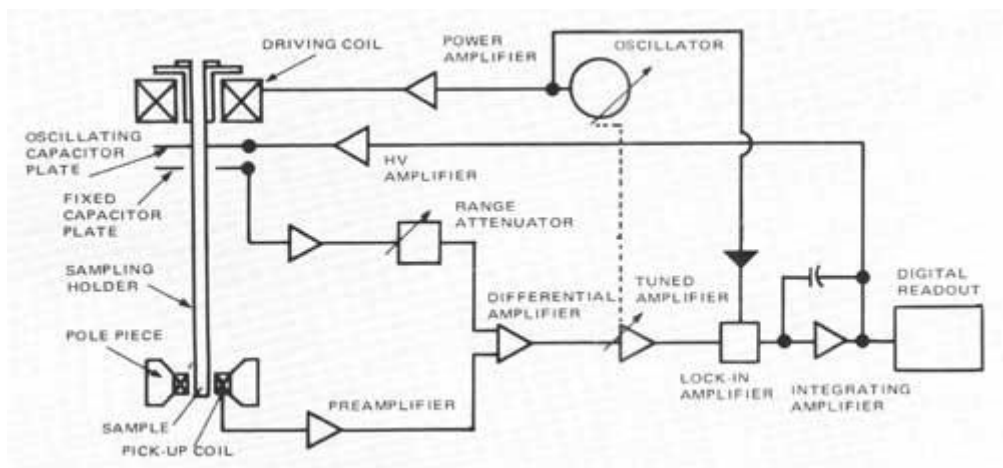 DRIVING COIL
POWER
AMPLIFIER
OSCILLATOR
OSCILLATING
CAPACITOR
PLATE
HV
AMPLIFIER
FIXED
CAPACITOR
PLATE
RANGE
ATTENUATOR
SAMPLING
HOLDER
DIFFERENTIAL
AMPLIFIER
TUNED
AMPLIFIER
DIGITAL
READOUT
POLE PIECE
LOCK-IN
AMPLIFIER
INTEGRATING
AMPLIFIER
PREAMPLIFIER
SAMPLE
PICK-UP COIL